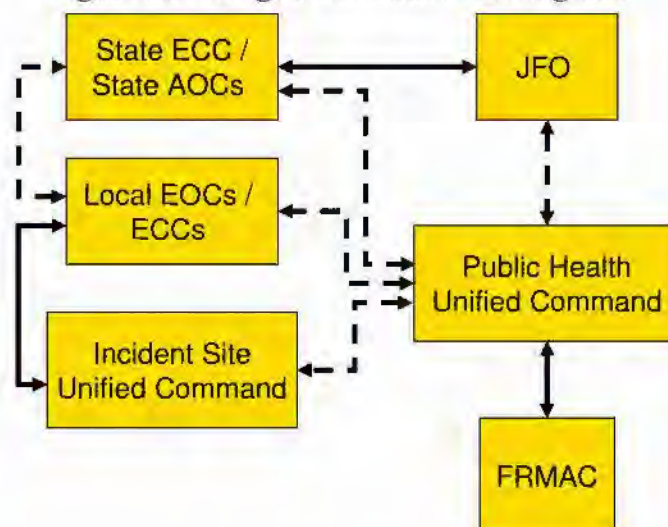 State ECC /
State AOCs
JFO
Local EOCs /
ECCs
Public Health
Unified Command
Incident Site
Unified Command
FRMAC